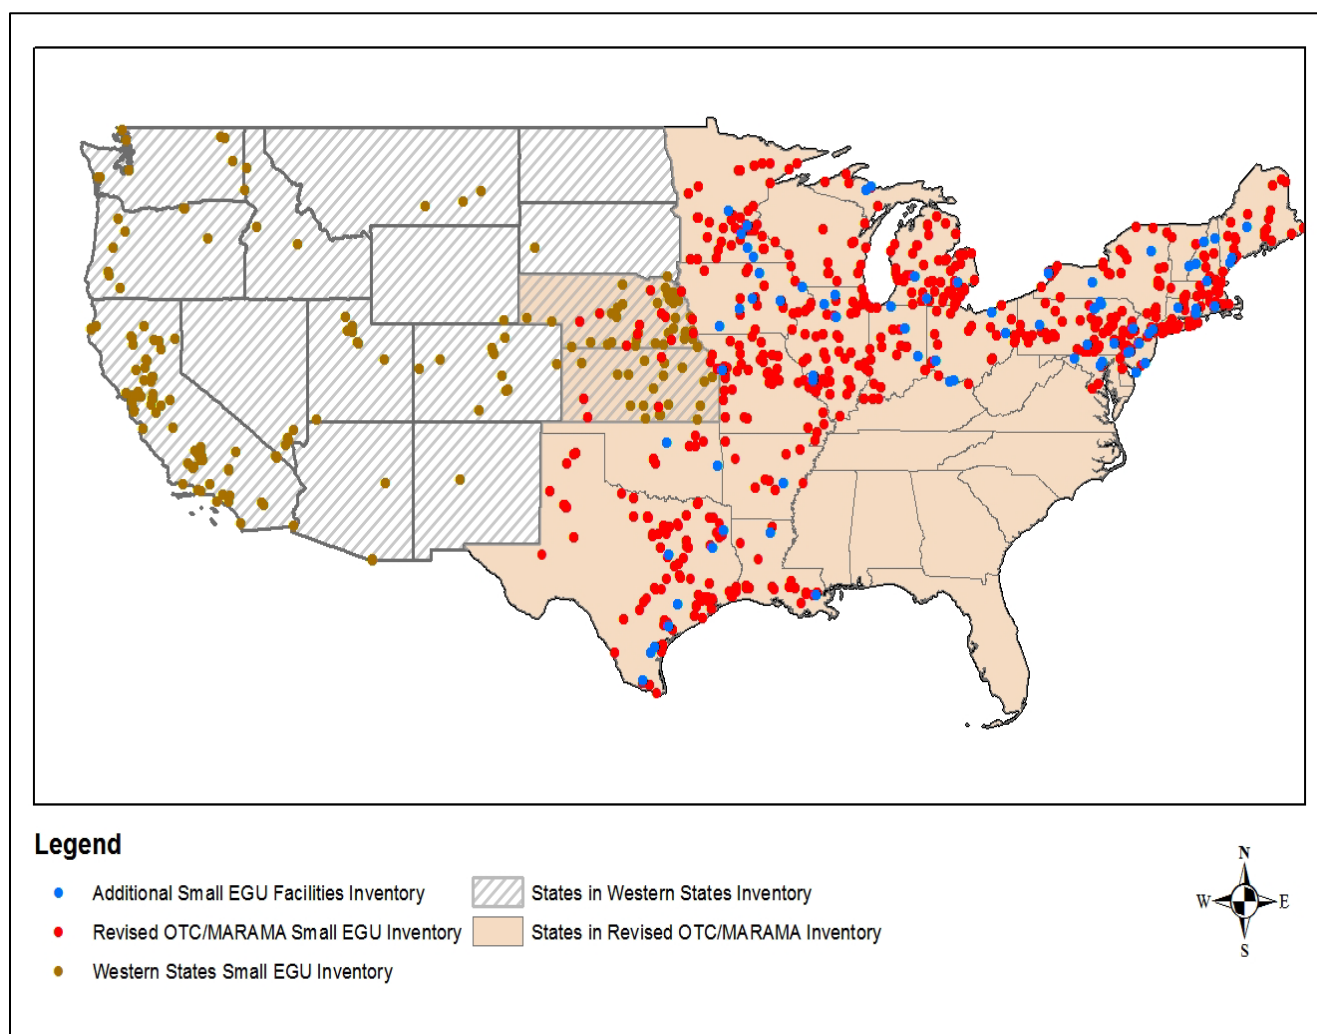 Legend
Additional Small EGU Facilities Inventory
Revised OTC/MARAMA Small EGU Inventory
Western States Small EGU Inventory
States in Western States Inventory
States in Revised OTC/MARAMA Inventory
N
W E
S